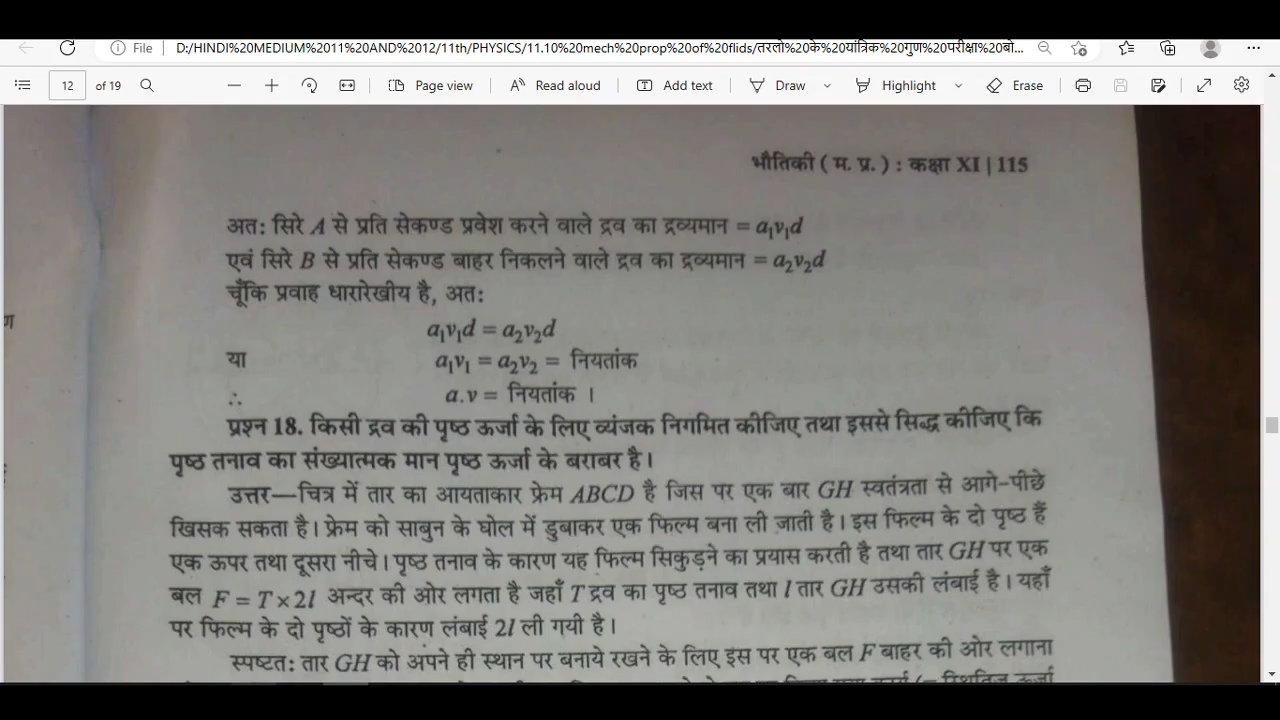 File
D:/HINDI%20MEDIUM%2011%20AND%2012/11th/PHYSICS/11.10%20mech%20prop%20of%20flids/तरलो%20के%20यांत्रिक%20गुण%20परीक्षा%20बो...
12 of 19
Page view
Read aloud
Add text
Draw
Highlight
Erase
भौतिकी ( म. प्र. ) : कक्षा XI | 115
अत: सिरे A से प्रति सेकण्ड प्रवेश करने वाले द्रव का द्रव्यमान = a₁v₁d
एवं सिरे B से प्रति सेकण्ड बाहर निकलने वाले द्रव का द्रव्यमान = a₂v₂d
चूँकि प्रवाह धारारेखीय है, अत:
a₁v₁d = a₂v₂d
या a₁v₁ = a₂v₂ = नियतांक
∴ a.v = नियतांक ।
प्रश्न 18. किसी द्रव की पृष्ठ ऊर्जा के लिए व्यंजक निगमित कीजिए तथा इससे सिद्ध कीजिए कि
पृष्ठ तनाव का संख्यात्मक मान पृष्ठ ऊर्जा के बराबर है।
उत्तर—चित्र में तार का आयताकार फ्रेम ABCD है जिस पर एक बार GH स्वतंत्रता से आगे-पीछे
खिसक सकता है। फ्रेम को साबुन के घोल में डुबाकर एक फिल्म बना ली जाती है। इस फिल्म के दो पृष्ठ हैं
एक ऊपर तथा दूसरा नीचे। पृष्ठ तनाव के कारण यह फिल्म सिकुड़ने का प्रयास करती है तथा तार GH पर एक
बल F = T × 2l अन्दर की ओर लगता है जहाँ T द्रव का पृष्ठ तनाव तथा l तार GH उसकी लंबाई है। यहाँ
पर फिल्म के दो पृष्ठों के कारण लंबाई 2l ली गयी है।
स्पष्टत: तार GH को अपने ही स्थान पर बनाये रखने के लिए इस पर एक बल F बाहर की ओर लगाना